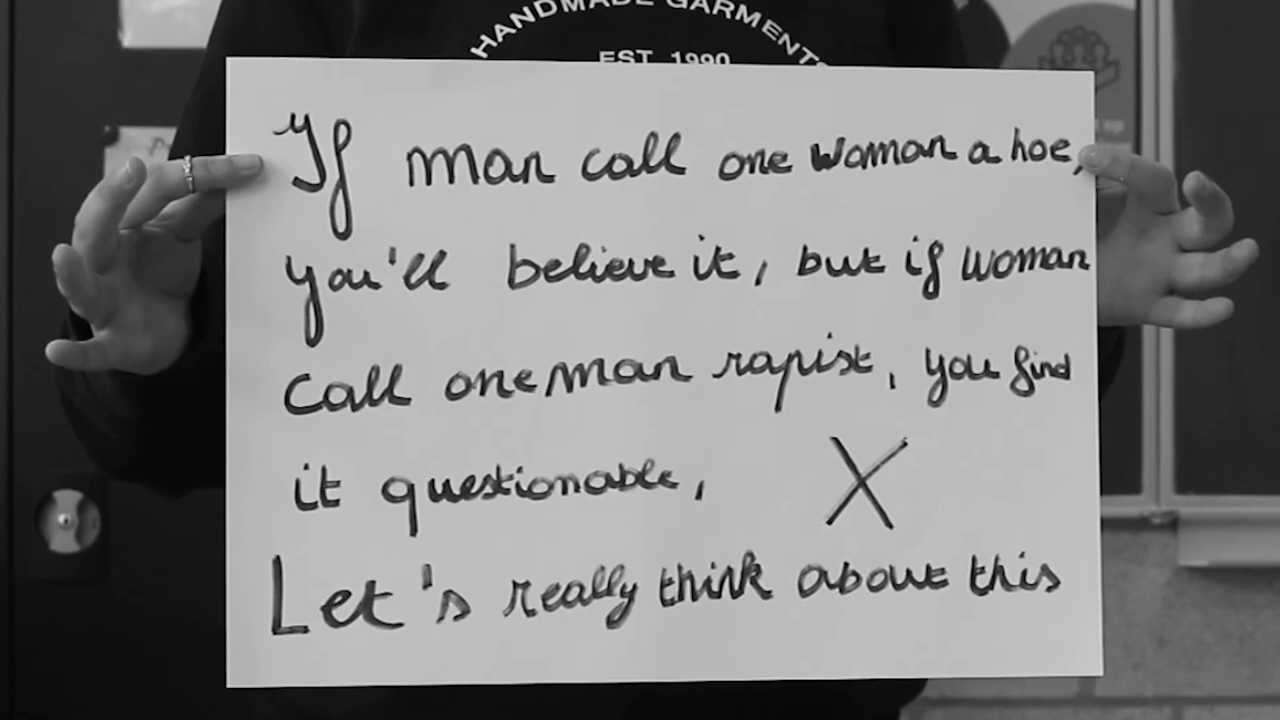 HANDMADE GARMENTS
EST 1990
If man call one woman a hoe,
you'll believe it, but if woman
call one man rapist, you find
it questionable, X
Let's really think about this